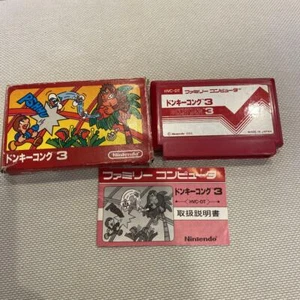 ドンキーコング 3
Nintendo
HVC-DT
ファミリー コンピュータ
ドンキーコング 3
ファミリー コンピュータ
ドンキーコング 3
<HVC-DT>
取扱説明書
Nintendo